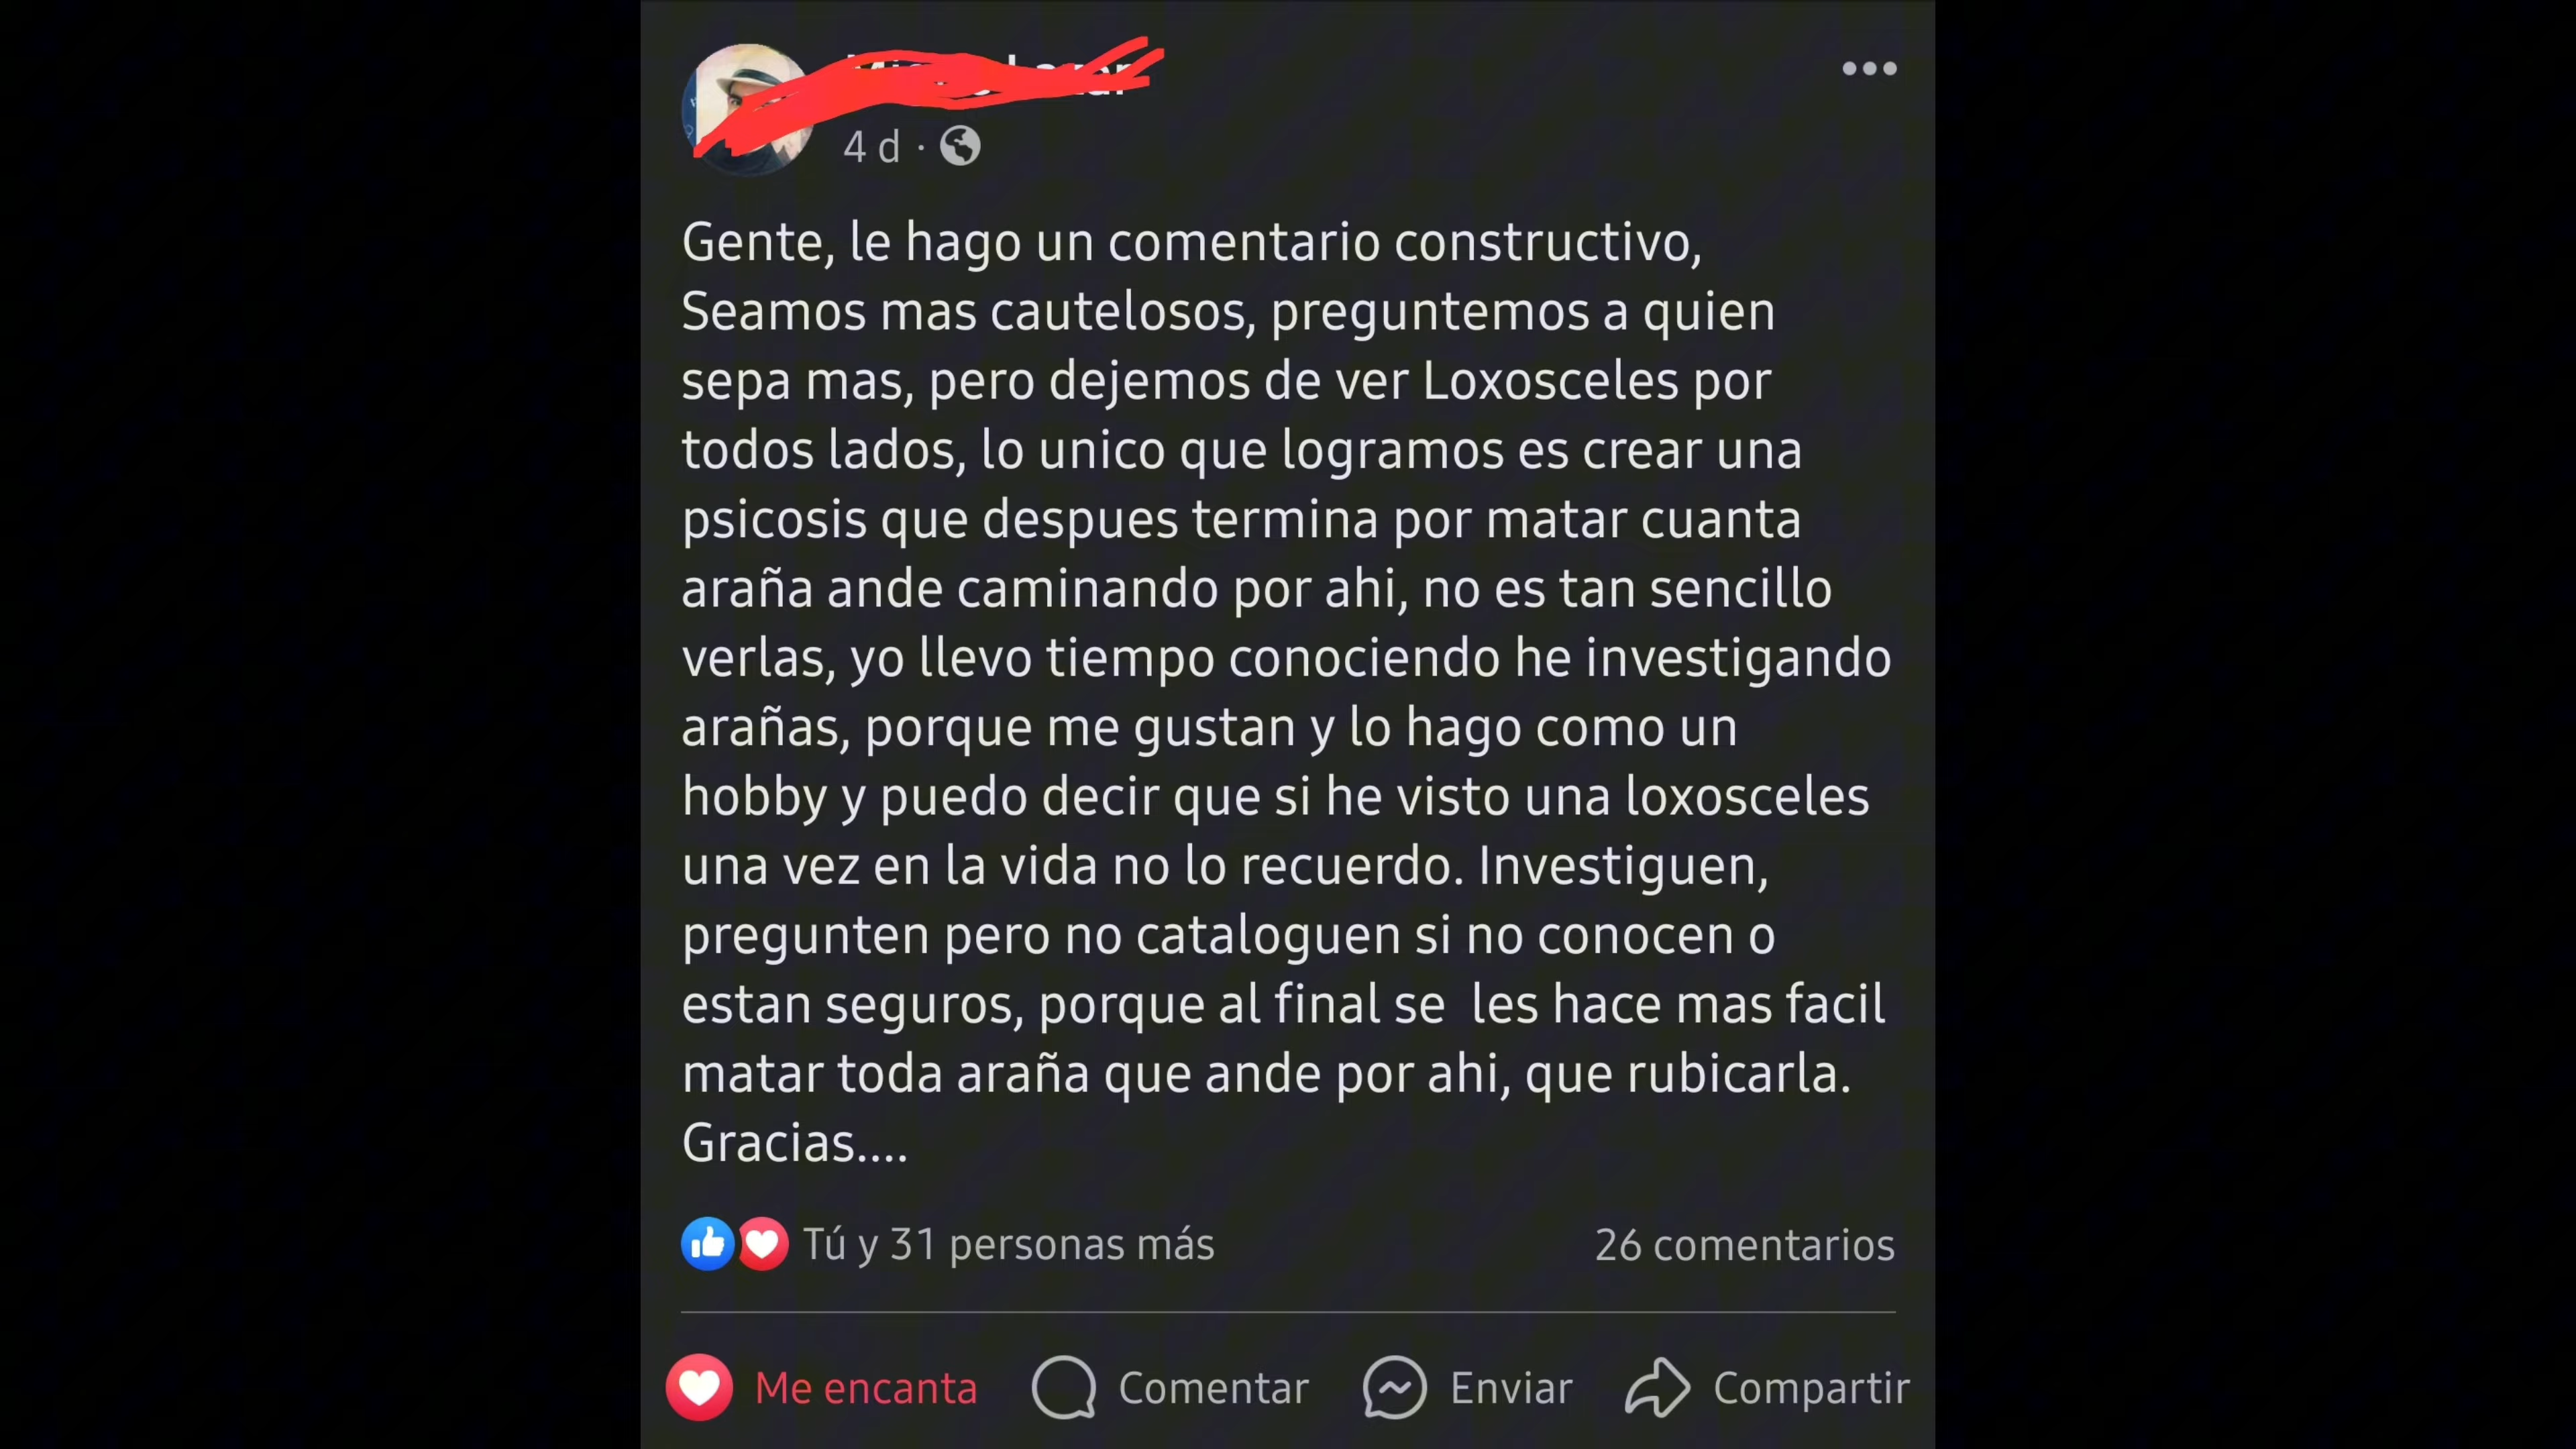 4 d ·
Gente, le hago un comentario constructivo,
Seamos mas cautelosos, preguntemos a quien
sepa mas, pero dejemos de ver Loxosceles por
todos lados, lo unico que logramos es crear una
psicosis que despues termina por matar cuanta
araña ande caminando por ahi, no es tan sencillo
verlas, yo llevo tiempo conociendo he investigando
arañas, porque me gustan y lo hago como un
hobby y puedo decir que si he visto una loxosceles
una vez en la vida no lo recuerdo. Investiguen,
pregunten pero no cataloguen si no conocen o
estan seguros, porque al final se  les hace mas facil
matar toda araña que ande por ahi, que rubicarla.
Gracias....
Tú y 31 personas más 26 comentarios
Me encanta Comentar Enviar Compartir